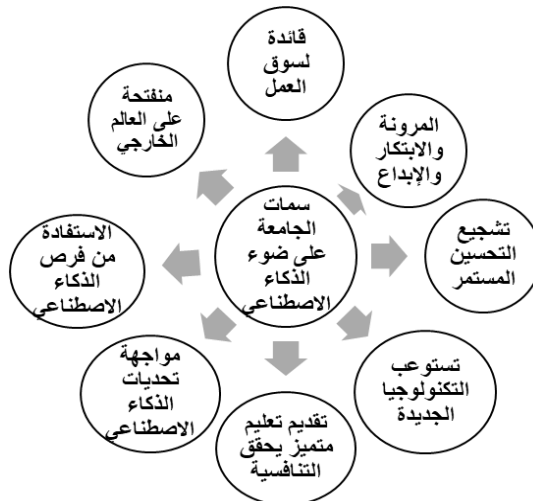 قائدة
لسوق
العمل
المرونة
والابتكار
والإبداع
تشجيع
التحسين
المستمر
تستوعب
التكنولوجيا
الجديدة
تقديم تعليم
متميز يحقق
التنافسية
مواجهة
تحديات
الذكاء
الاصطناعي
الاستفادة
من فرص
الذكاء
الاصطناعي
منفتحة
على العالم
الخارجي
سمات
الجامعة
على ضوء
الذكاء
الاصطناعي